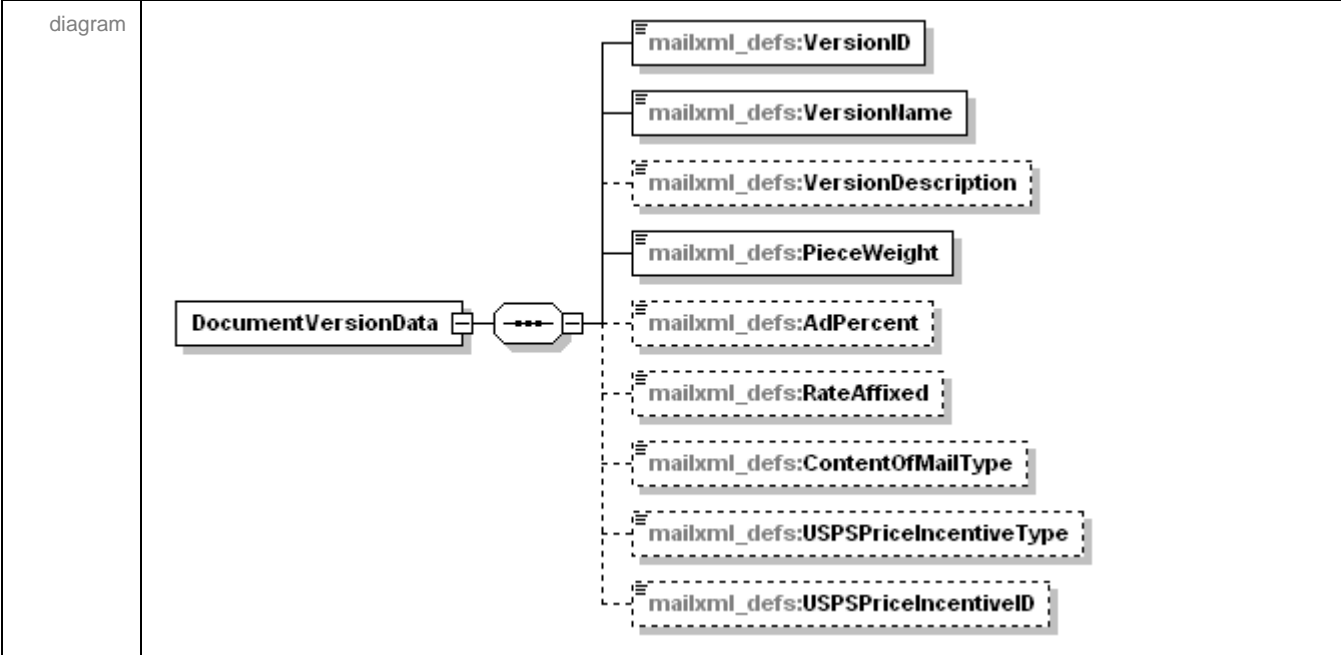 diagram
mailxml_defs:VersionID
mailxml_defs:VersionName
mailxml_defs:VersionDescription
mailxml_defs:PieceWeight
DocumentVersionData
mailxml_defs:AdPercent
mailxml_defs:RateAffixed
mailxml_defs:ContentOfMailType
mailxml_defs:USPSPriceIncentiveType
mailxml_defs:USPSPriceIncentiveID